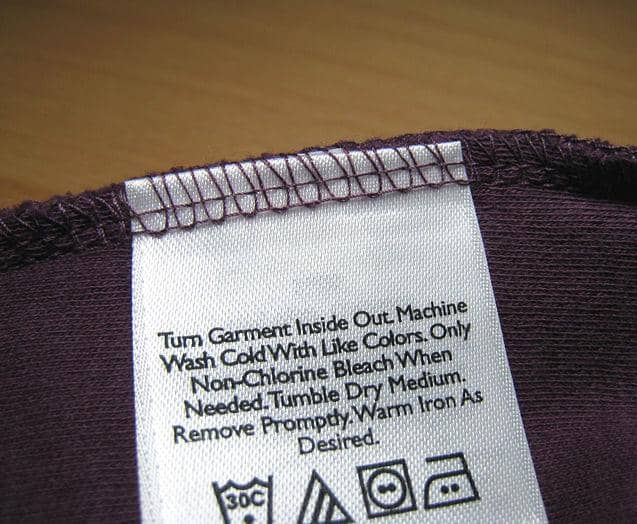 Turn Garment Inside Out. Machine
Wash Cold With Like Colors. Only
Non-Chlorine Bleach When
Needed. Tumble Dry Medium.
Remove Promptly. Warm Iron As
Desired.
30C